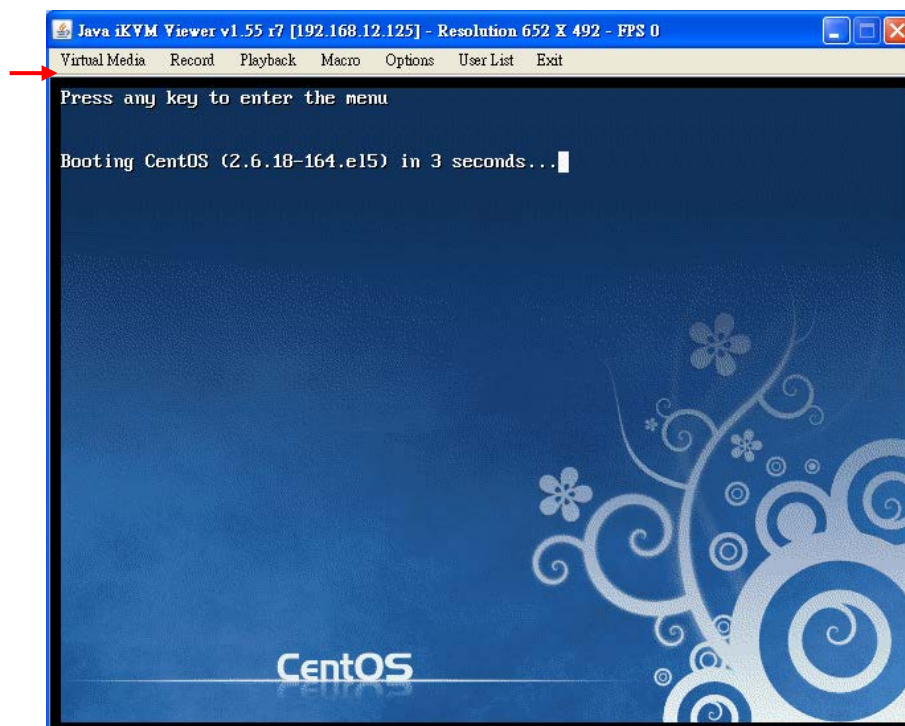 Java iKVM Viewer v1.55 r7 [192.168.12.125] - Resolution 652 X 492 - FPS 0
Virtual Media Record Playback Macro Options User List Exit
Press any key to enter the menu
Booting CentOS (2.6.18-164.el5) in 3 seconds...
CentOS